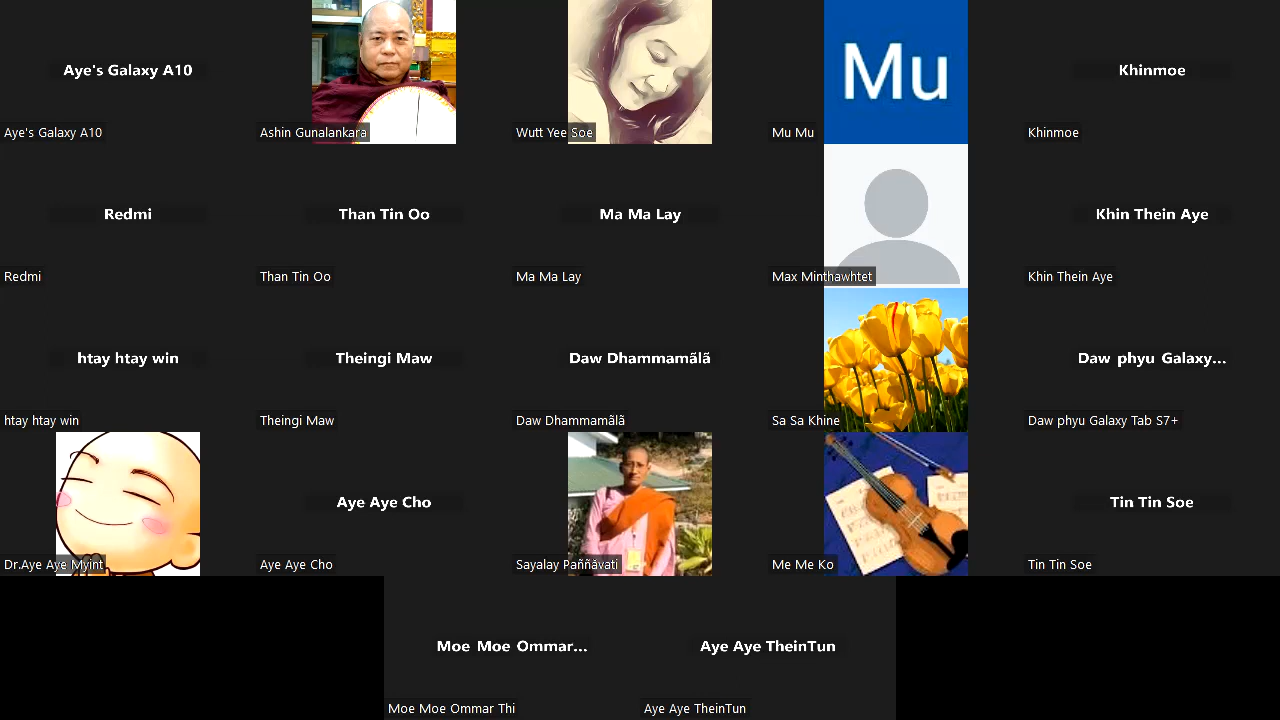 Aye's Galaxy A10
Aye's Galaxy A10
Ashin Gunalankara
Wutt Yee Soe
Mu
Mu Mu
Khinmoe
Khinmoe
Redmi
Redmi
Than Tin Oo
Than Tin Oo
Ma Ma Lay
Ma Ma Lay
Max Minthawhtet
Khin Thein Aye
Khin Thein Aye
htay htay win
htay htay win
Theingi Maw
Theingi Maw
Daw Dhammamãlã
Daw Dhammamãlã
Sa Sa Khine
Daw phyu Galaxy...
Daw phyu Galaxy Tab S7+
Dr.Aye Aye Myint
Aye Aye Cho
Aye Aye Cho
Sayalay Paññãvati
Me Me Ko
Tin Tin Soe
Tin Tin Soe
Moe Moe Ommar...
Moe Moe Ommar Thi
Aye Aye TheinTun
Aye Aye TheinTun